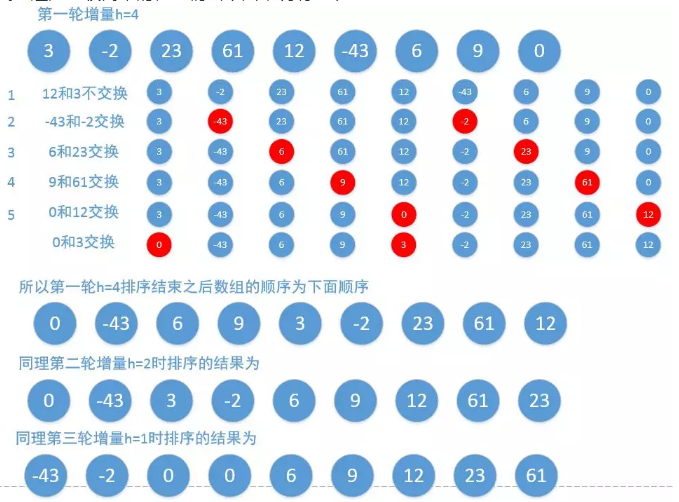 第一轮增量h=4
3 -2 23 61 12 -43 6 9 0
1 12和3不交换 3 -2 23 61 12 -43 6 9 0
2 -43和-2交换 3 -43 23 61 12 -2 6 9 0
3 6和23交换 3 -43 6 61 12 -2 23 9 0
4 9和61交换 3 -43 6 9 12 -2 23 61 0
5 0和12交换 3 -43 6 9 0 -2 23 61 12
0和3交换 0 -43 6 9 3 -2 23 61 12
所以第一轮h=4排序结束之后数组的顺序为下面顺序
0 -43 6 9 3 -2 23 61 12
同理第二轮增量h=2时排序的结果为
0 -43 3 -2 6 9 12 61 23
同理第三轮增量h=1时排序的结果为
-43 -2 0 0 6 9 12 23 61